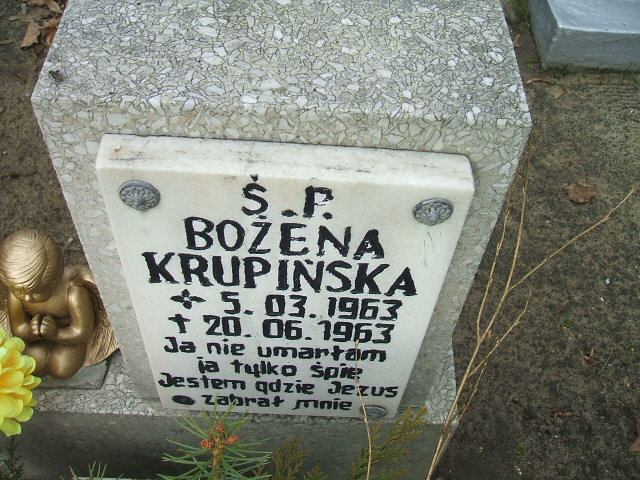 Ś. P.
BOŻENA
KRUPIŃSKA
5. 03. 1963
† 20. 06. 1963
Ja nie umarłam
ja tylko śpię
Jestem gdzie Jezus
zabrał mnie